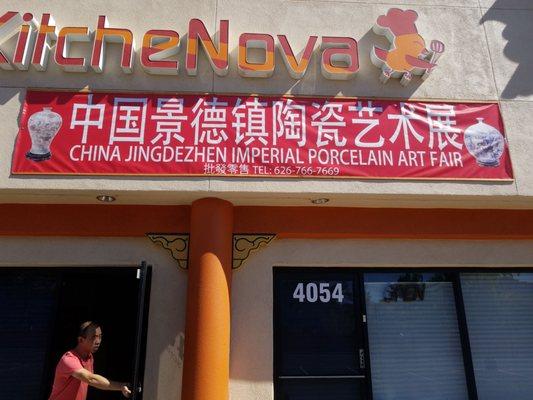 KitcheNova
中国景德镇陶瓷艺术展
CHINA JINGDEZHEN IMPERIAL PORCELAIN ART FAIR
批發零售 TEL: 626-766-7669
4054